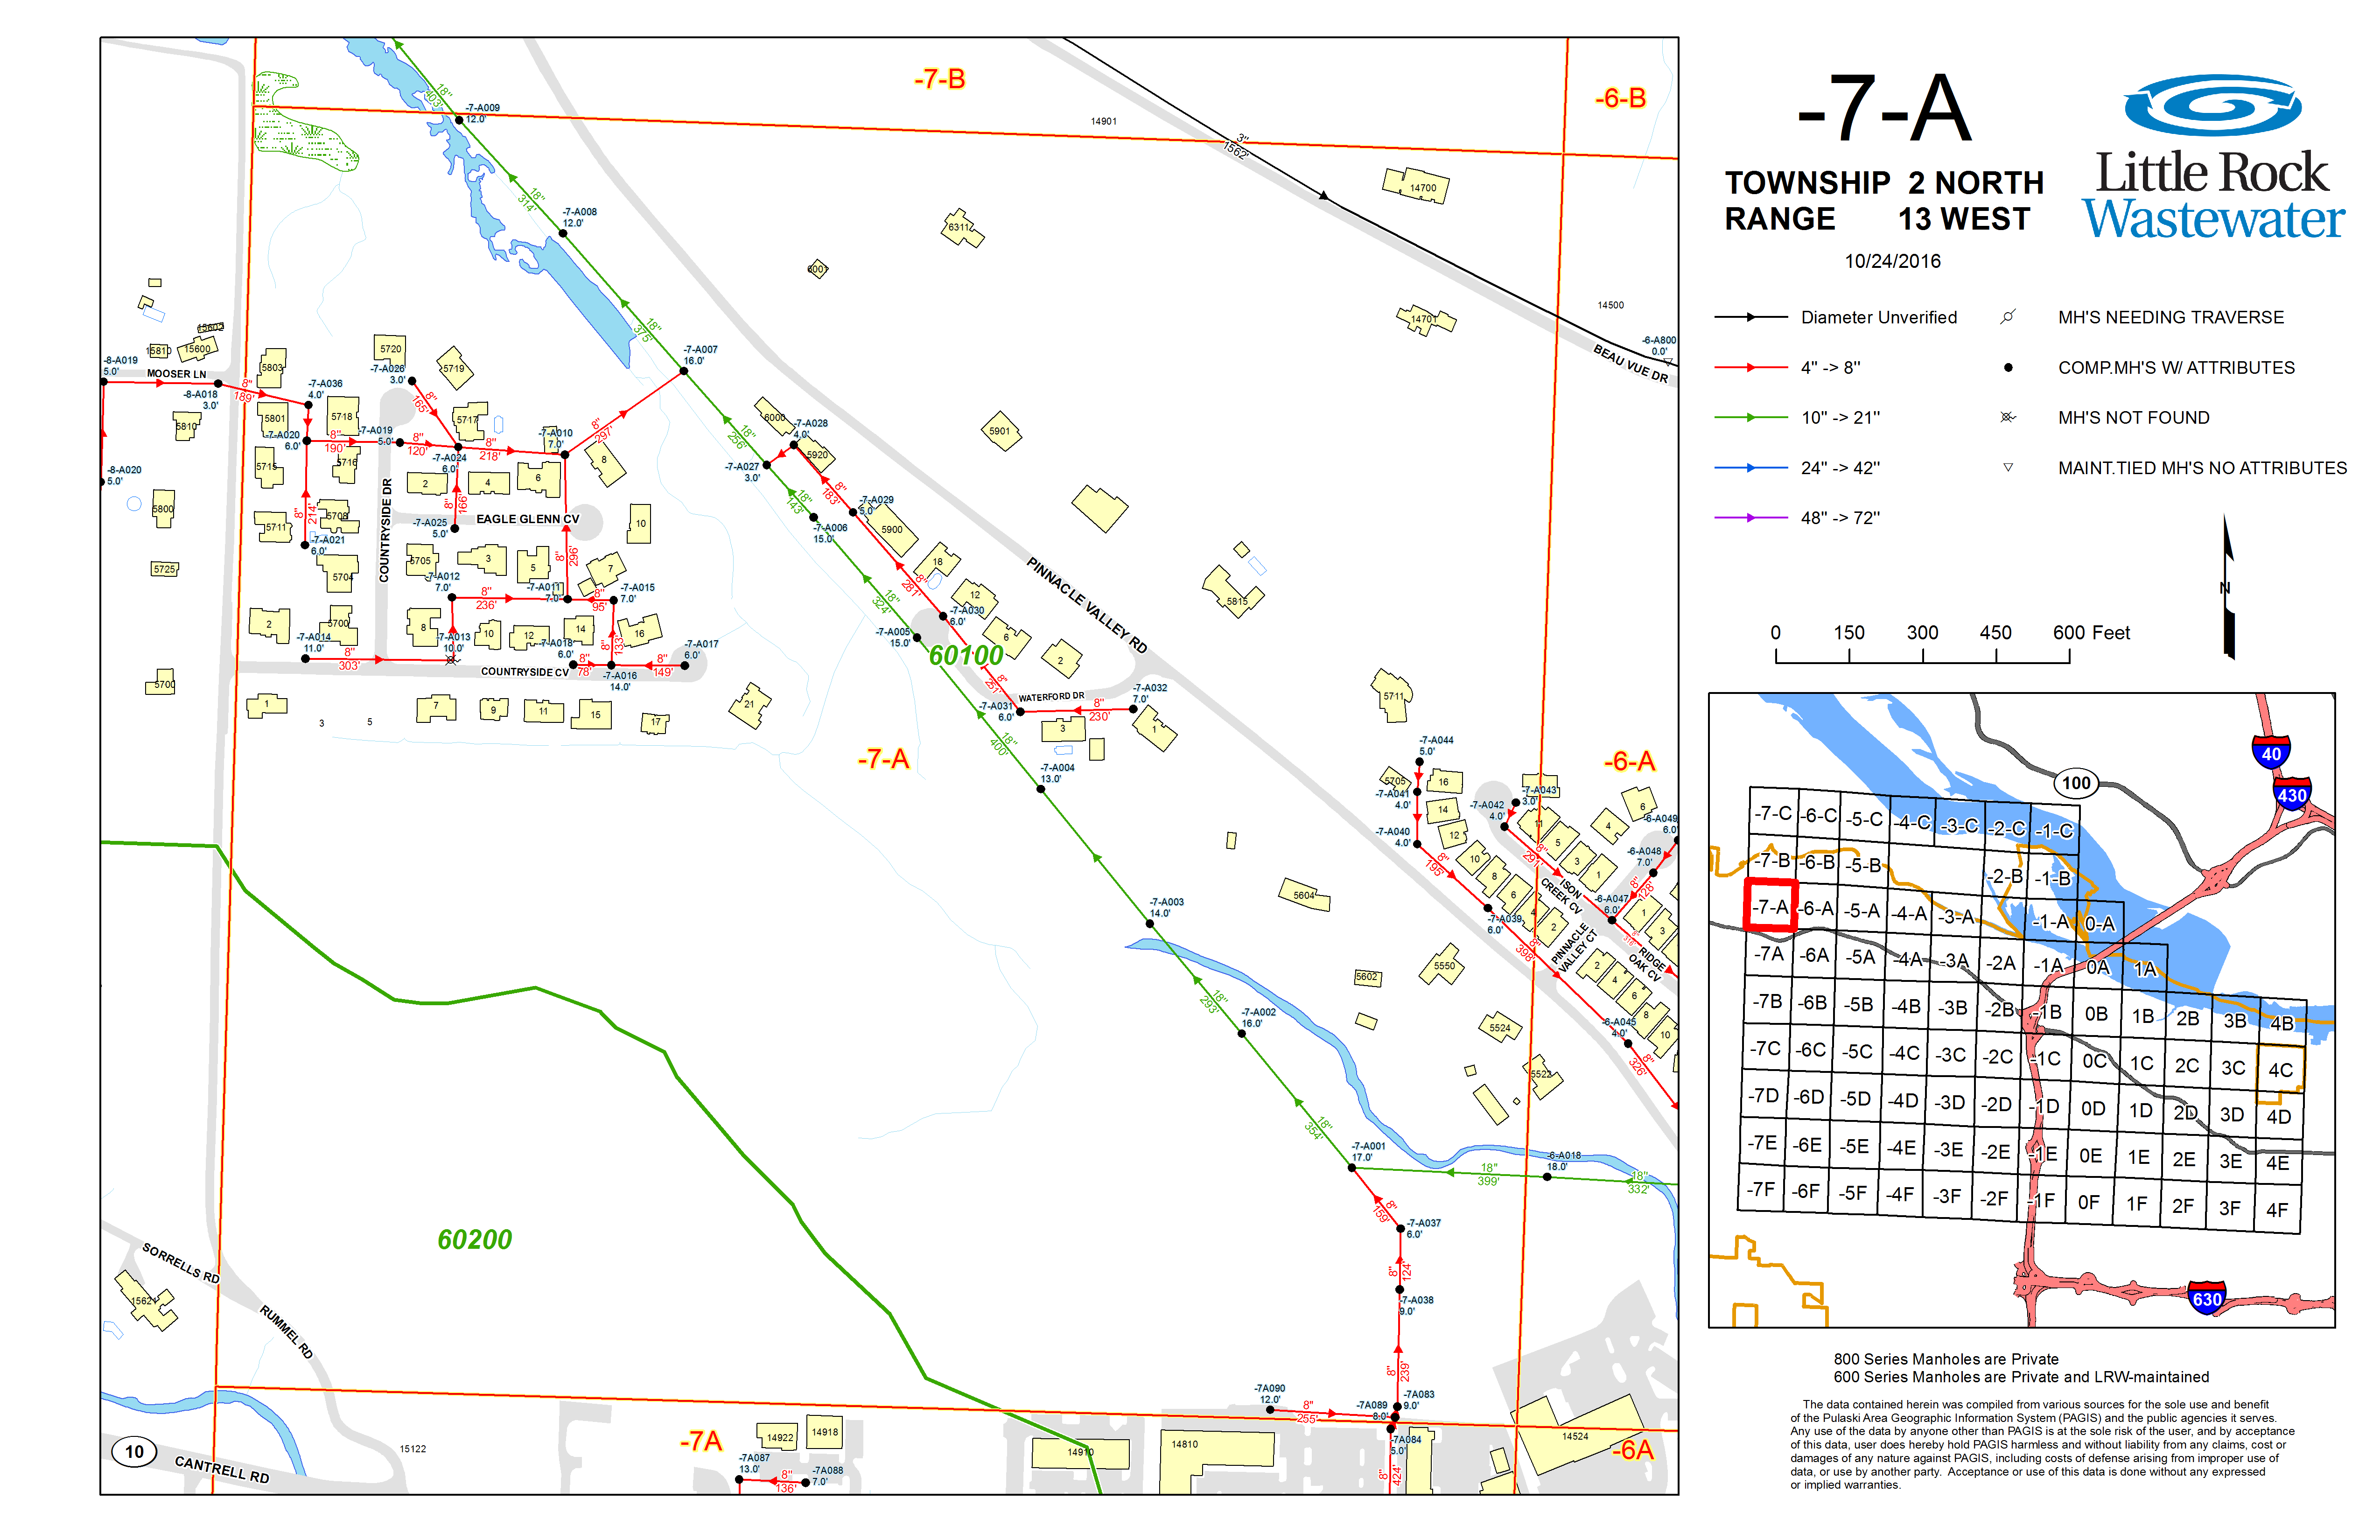 -7-A
TOWNSHIP 2 NORTH
RANGE 13 WEST
10/24/2016
Little Rock
Wastewater
Diameter Unverified
4" -> 8"
10" -> 21"
24" -> 42"
48" -> 72"
MH'S NEEDING TRAVERSE
COMP.MH'S W/ ATTRIBUTES
MH'S NOT FOUND
MAINT.TIED MH'S NO ATTRIBUTES
N
0 150 300 450 600 Feet
-7-B
-6-B
-7-A
-6-A
-7A
-6A
60100
60200
MOOSER LN
COUNTRYSIDE DR
EAGLE GLENN CV
COUNTRYSIDE CV
WATERFORD DR
PINNACLE VALLEY RD
BEAU VUE DR
ISON
CREEK CV
PINNACLE
VALLEY CT
RIDGE
OAK CV
SORRELLS RD
RUMMEL RD
CANTRELL RD
10
18"
403'
-7-A009
12.0'
18"
314'
-7-A008
12.0'
18"
375'
-7-A007
16.0'
18"
256'
-7-A027
3.0'
-7-A028
4.0'
18"
143'
-7-A006
15.0'
8"
183'
-7-A029
5.0'
18"
324'
8"
281'
-7-A005
15.0'
-7-A030
6.0'
8"
251'
-7-A031
6.0'
8"
230'
-7-A032
7.0'
18"
400'
-7-A004
13.0'
-7-A003
14.0'
18"
293'
-7-A002
16.0'
18"
354'
-7-A001
17.0'
18"
399'
-6-A018
18.0'
18"
332'
8"
159'
-7-A037
6.0'
8"
124'
-7-A038
9.0'
8"
239'
-7A083
9.0'
-7A089
8.0'
-7A090
12.0'
8"
255'
-7A084
5.0'
8"
424'
-7A087
13.0'
8"
136'
-7A088
7.0'
3"
1562'
-6-A800
0.0'
-8-A019
5.0'
-8-A018
3.0'
-8-A020
5.0'
8"
189'
-7-A036
4.0'
-7-A020
6.0'
8"
190'
-7-A019
5.0'
8"
120'
-7-A026
3.0'
8"
165'
-7-A024
6.0'
8"
218'
-7-A010
7.0'
8"
297'
8"
214'
-7-A021
6.0'
8"
166'
-7-A025
5.0'
8"
296'
-7-A012
7.0'
8"
236'
-7-A011
7.0'
8"
95'
-7-A015
7.0'
-7-A014
11.0'
8"
303'
-7-A013
10.0'
-7-A018
6.0'
8"
78'
8"
133'
-7-A016
14.0'
8"
149'
-7-A017
6.0'
-7-A044
5.0'
-7-A041
4.0'
-7-A040
4.0'
8"
195'
-7-A039
6.0'
8"
398'
-7-A042
4.0'
-7-A043
3.0'
8"
291'
-6-A047
6.0'
8"
128'
-6-A048
7.0'
-6-A049
6.0'
-6-A045
4.0'
8"
326'
14901
14700
6311
6001
14701
14500
15602
15810
15600
5810
5800
5725
5700
5803
5801
5720
5719
5718
5717
5715
5716
5711
5708
5704
5705
5700
6000
5920
5900
5901
5815
5711
5705
5604
5602
5550
5524
5522
15621
15122
14922
14918
14910
14810
14524
40
430
100
630
-7-C -6-C -5-C -4-C -3-C -2-C -1-C
-7-B -6-B -5-B -2-B -1-B
-7-A -6-A -5-A -4-A -3-A -1-A 0-A
-7A -6A -5A -4A -3A -2A -1A 0A 1A
-7B -6B -5B -4B -3B -2B -1B 0B 1B 2B 3B 4B
-7C -6C -5C -4C -3C -2C -1C 0C 1C 2C 3C 4C
-7D -6D -5D -4D -3D -2D -1D 0D 1D 2D 3D 4D
-7E -6E -5E -4E -3E -2E -1E 0E 1E 2E 3E 4E
-7F -6F -5F -4F -3F -2F -1F 0F 1F 2F 3F 4F
800 Series Manholes are Private
600 Series Manholes are Private and LRW-maintained
The data contained herein was compiled from various sources for the sole use and benefit
of the Pulaski Area Geographic Information System (PAGIS) and the public agencies it serves.
Any use of the data by anyone other than PAGIS is at the sole risk of the user, and by acceptance
of this data, user does hereby hold PAGIS harmless and without liability from any claims, cost or
damages of any nature against PAGIS, including costs of defense arising from improper use of
data, or use by another party. Acceptance or use of this data is done without any expressed
or implied warranties.